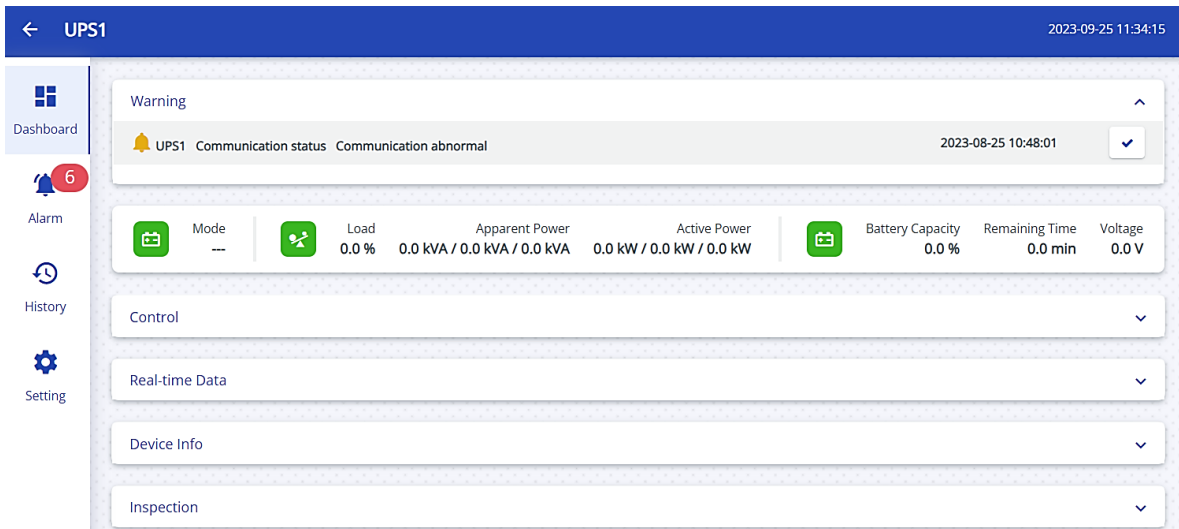 UPS1
2023-09-25 11:34:15
Dashboard
6
Alarm
History
Setting
Warning
UPS1 Communication status Communication abnormal 2023-08-25 10:48:01
Mode Load Apparent Power Active Power Battery Capacity Remaining Time Voltage
--- 0.0 % 0.0 kVA / 0.0 kVA / 0.0 kVA 0.0 kW / 0.0 kW / 0.0 kW 0.0 % 0.0 min 0.0 V
Control
Real-time Data
Device Info
Inspection